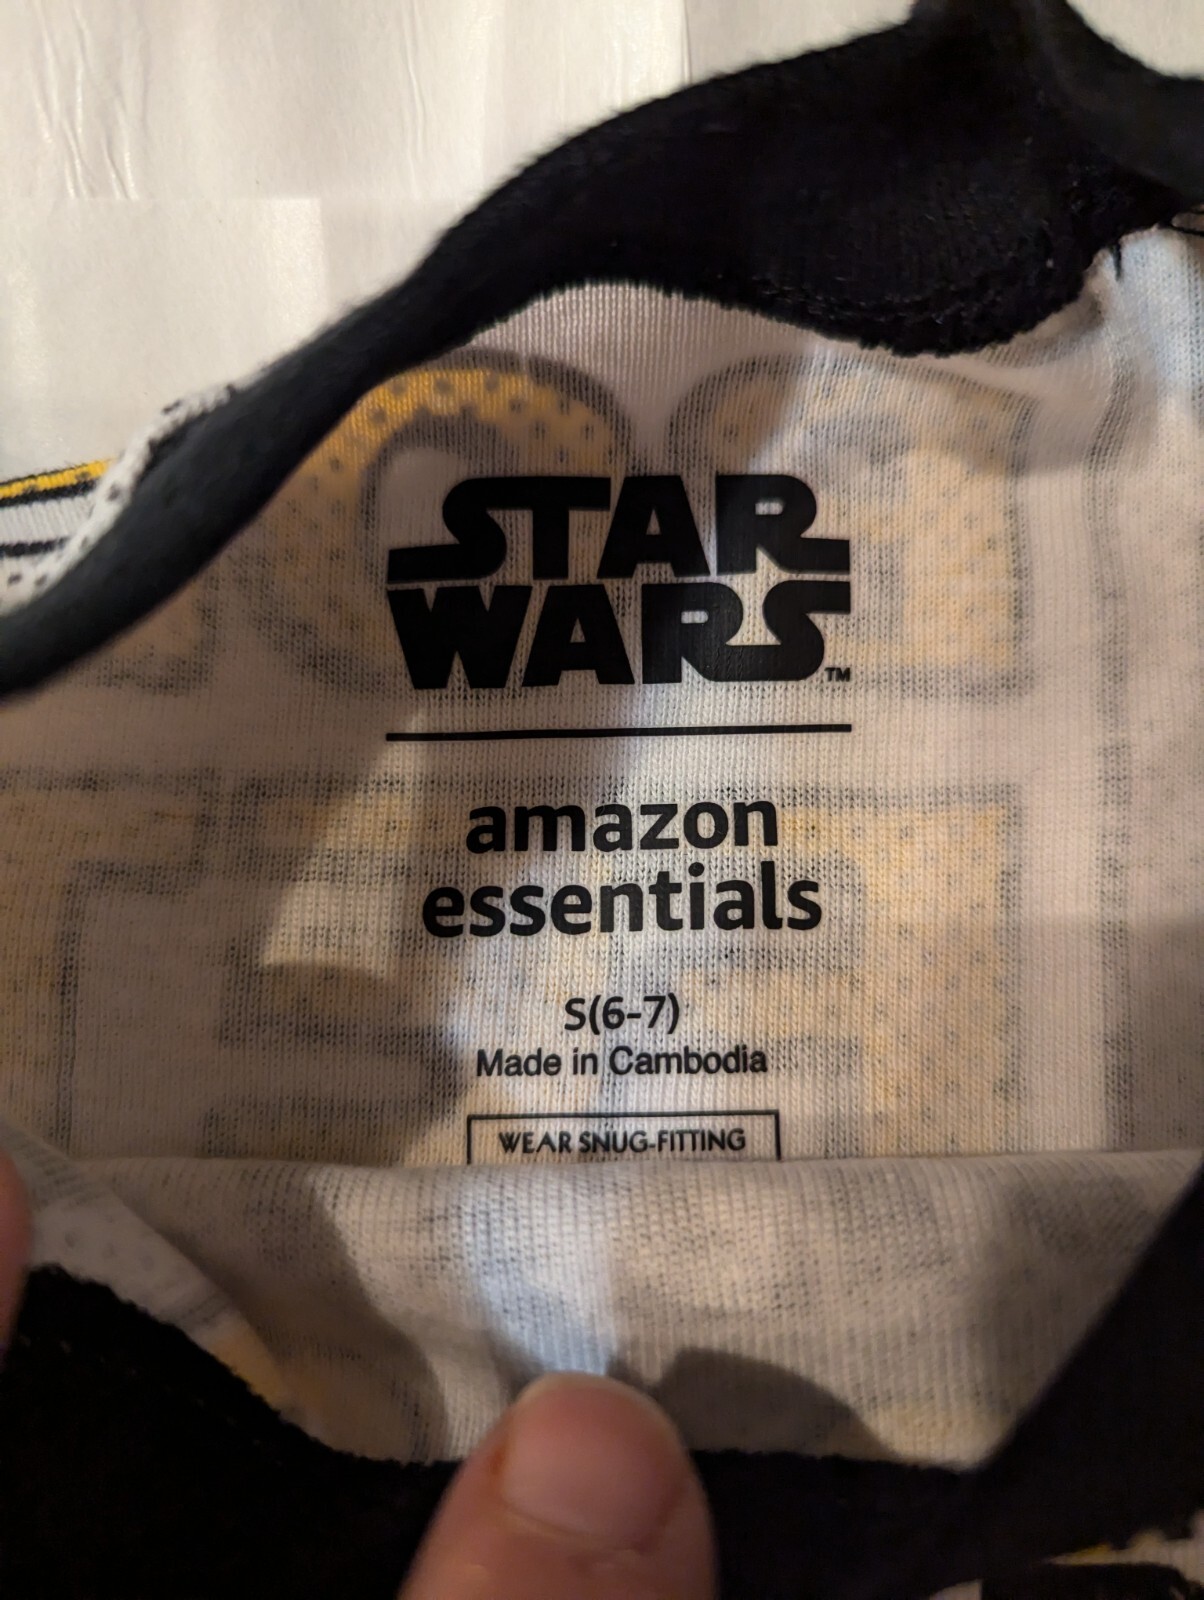 STAR
WARS™
amazon
essentials
S(6-7)
Made in Cambodia
WEAR SNUG-FITTING